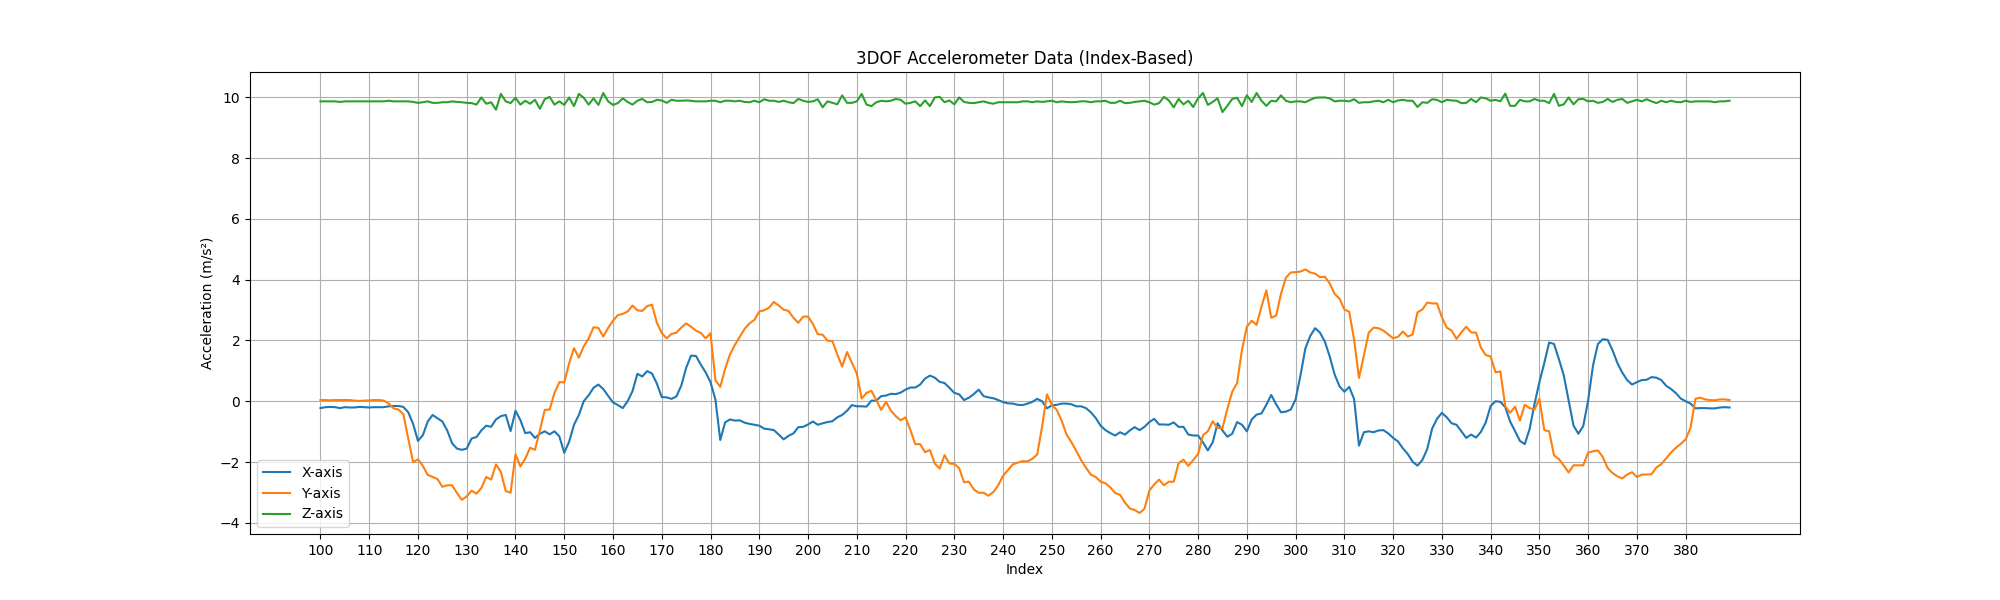 3DOF Accelerometer Data (Index-Based)
Acceleration (m/s²)
10
8
6
4
2
0
−2
−4
X-axis
Y-axis
Z-axis
100 110 120 130 140 150 160 170 180 190 200 210 220 230 240 250 260 270 280 290 300 310 320 330 340 350 360 370 380
Index